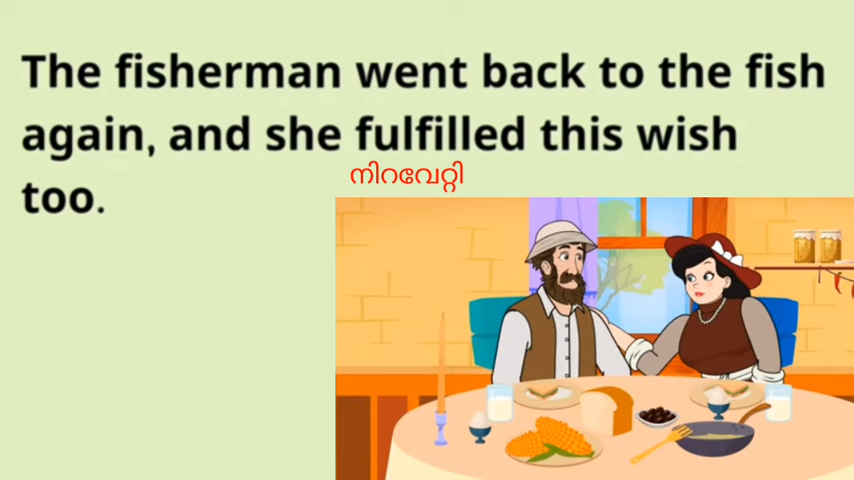 The fisherman went back to the fish
again, and she fulfilled this wish
നിറവേറ്റി
too.